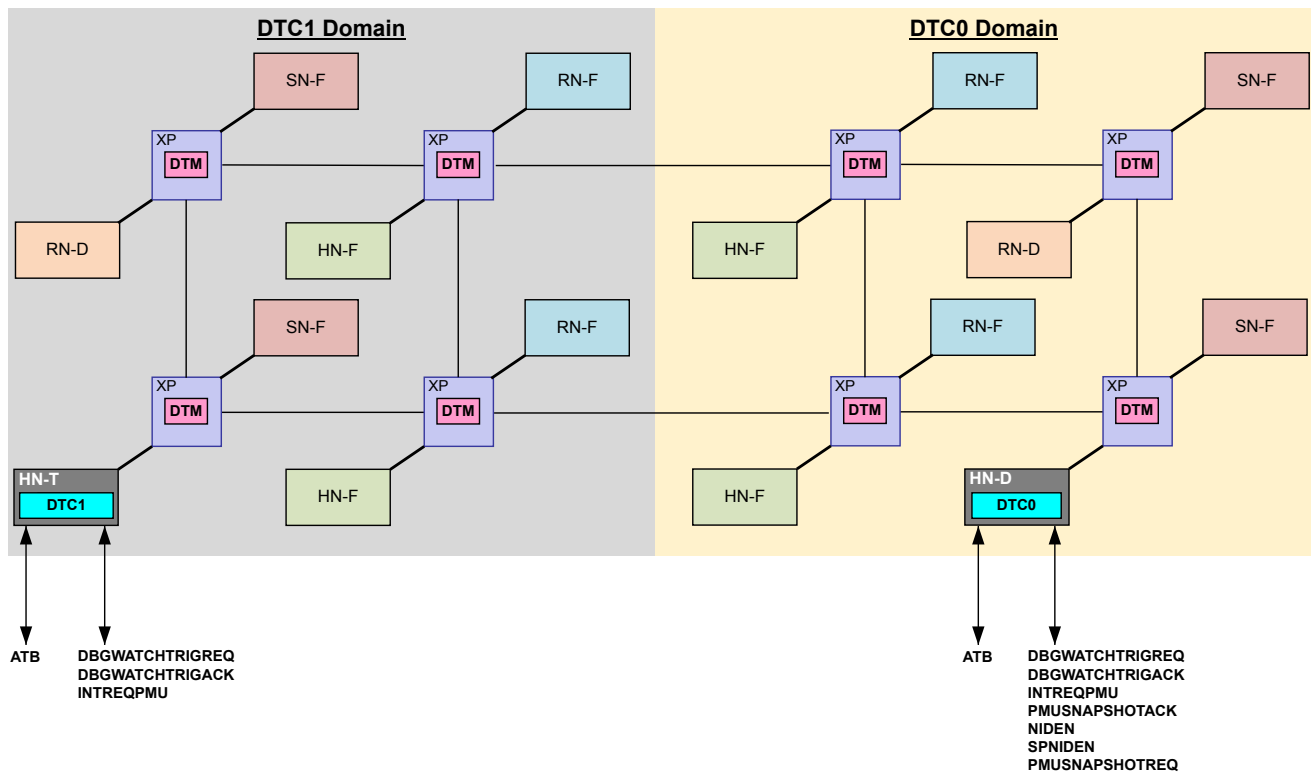 DTC1 Domain
DTC0 Domain
SN-F
RN-F
RN-F
SN-F
XP
DTM
XP
DTM
XP
DTM
XP
DTM
RN-D
HN-F
HN-F
RN-D
SN-F
RN-F
RN-F
SN-F
XP
DTM
XP
DTM
XP
DTM
XP
DTM
HN-T
DTC1
HN-F
HN-F
HN-D
DTC0
ATB
DBGWATCHTRIGREQ
DBGWATCHTRIGACK
INTREQPMU
ATB
DBGWATCHTRIGREQ
DBGWATCHTRIGACK
INTREQPMU
PMUSNAPSHOTACK
NIDEN
SPNIDEN
PMUSNAPSHOTREQ